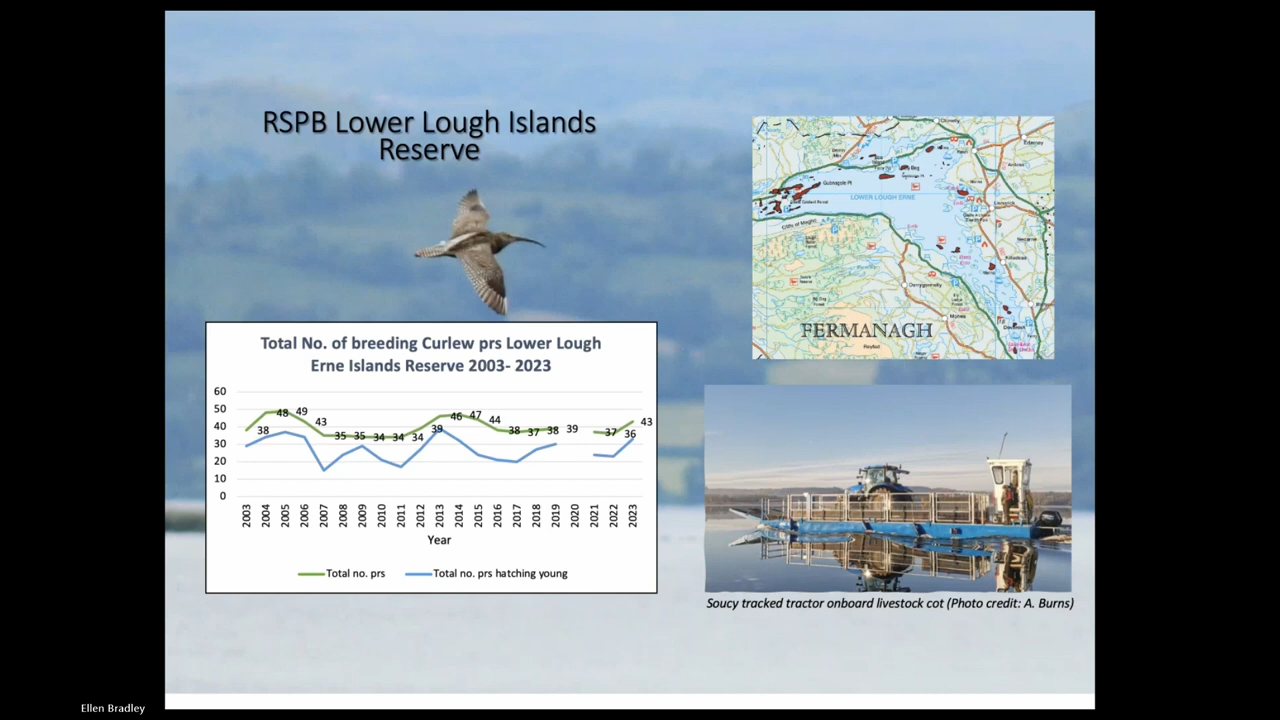 RSPB Lower Lough Islands
Reserve
LOWER LOUGH ERNE
Cliffs of Magho
Derrygonnelly
FERMANAGH
Total No. of breeding Curlew prs Lower Lough
Erne Islands Reserve 2003- 2023
60
50
40
30
20
10
0
38 48 49 43 35 35 34 34 34 39 46 47 44 38 37 38 39 37 36 43
2003 2004 2005 2006 2007 2008 2009 2010 2011 2012 2013 2014 2015 2016 2017 2018 2019 2020 2021 2022 2023
Year
Total no. prs Total no. prs hatching young
Soucy tracked tractor onboard livestock cot (Photo credit: A. Burns)
Ellen Bradley